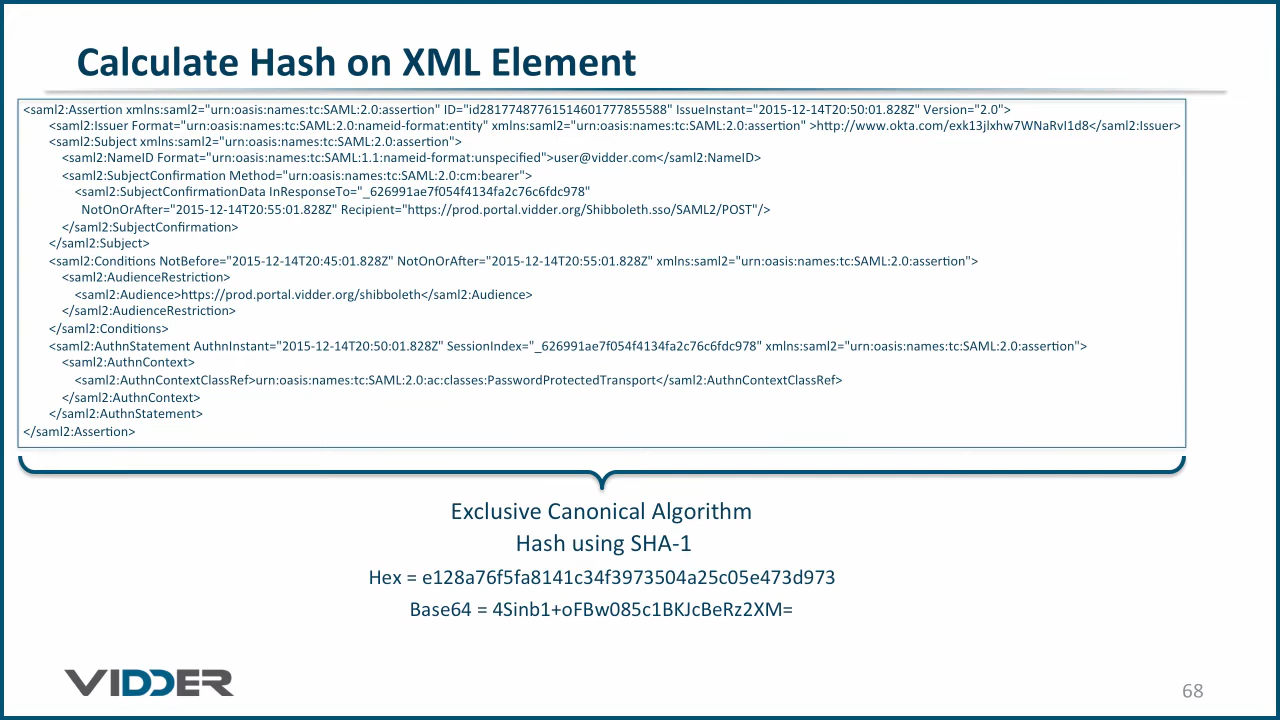 Calculate Hash on XML Element
<saml2:Assertion xmlns:saml2="urn:oasis:names:tc:SAML:2.0:assertion" ID="id28177487761514601777855588" IssueInstant="2015-12-14T20:50:01.828Z" Version="2.0">
<saml2:Issuer Format="urn:oasis:names:tc:SAML:2.0:nameid-format:entity" xmlns:saml2="urn:oasis:names:tc:SAML:2.0:assertion" >http://www.okta.com/exk13jlxhw7WNaRvI1d8</saml2:Issuer>
<saml2:Subject xmlns:saml2="urn:oasis:names:tc:SAML:2.0:assertion">
<saml2:NameID Format="urn:oasis:names:tc:SAML:1.1:nameid-format:unspecified">user@vidder.com</saml2:NameID>
<saml2:SubjectConfirmation Method="urn:oasis:names:tc:SAML:2.0:cm:bearer">
<saml2:SubjectConfirmationData InResponseTo="_626991ae7f054f4134fa2c76c6fdc978"
NotOnOrAfter="2015-12-14T20:55:01.828Z" Recipient="https://prod.portal.vidder.org/Shibboleth.sso/SAML2/POST"/>
</saml2:SubjectConfirmation>
</saml2:Subject>
<saml2:Conditions NotBefore="2015-12-14T20:45:01.828Z" NotOnOrAfter="2015-12-14T20:55:01.828Z" xmlns:saml2="urn:oasis:names:tc:SAML:2.0:assertion">
<saml2:AudienceRestriction>
<saml2:Audience>https://prod.portal.vidder.org/shibboleth</saml2:Audience>
</saml2:AudienceRestriction>
</saml2:Conditions>
<saml2:AuthnStatement AuthnInstant="2015-12-14T20:50:01.828Z" SessionIndex="_626991ae7f054f4134fa2c76c6fdc978" xmlns:saml2="urn:oasis:names:tc:SAML:2.0:assertion">
<saml2:AuthnContext>
<saml2:AuthnContextClassRef>urn:oasis:names:tc:SAML:2.0:ac:classes:PasswordProtectedTransport</saml2:AuthnContextClassRef>
</saml2:AuthnContext>
</saml2:AuthnStatement>
</saml2:Assertion>
Exclusive Canonical Algorithm
Hash using SHA-1
Hex = e128a76f5fa8141c34f3973504a25c05e473d973
Base64 = 4Sinb1+oFBw085c1BKJcBeRz2XM=
VIDDER
68